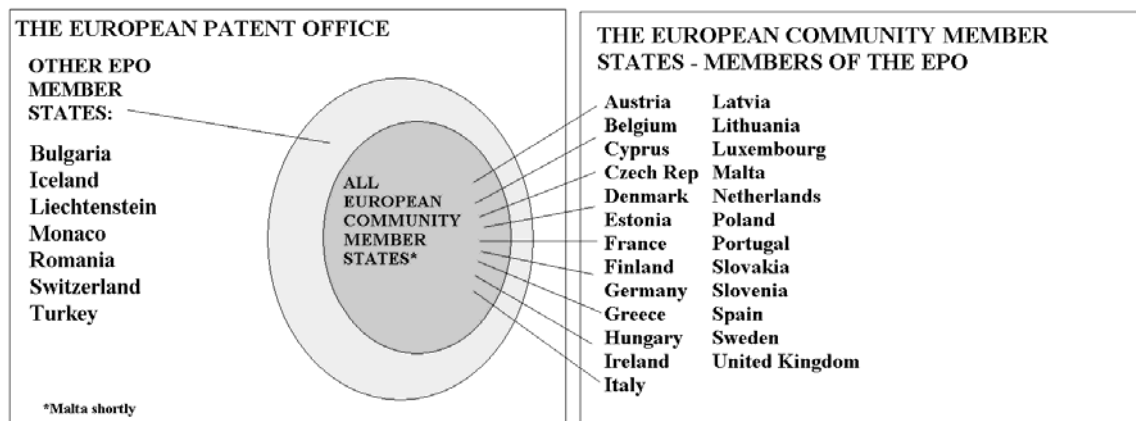 THE EUROPEAN PATENT OFFICE
OTHER EPO
MEMBER
STATES:
Bulgaria
Iceland
Liechtenstein
Monaco
Romania
Switzerland
Turkey
*Malta shortly
ALL
EUROPEAN
COMMUNITY
MEMBER
STATES*
THE EUROPEAN COMMUNITY MEMBER
STATES - MEMBERS OF THE EPO
Austria Latvia
Belgium Lithuania
Cyprus Luxembourg
Czech Rep Malta
Denmark Netherlands
Estonia Poland
France Portugal
Finland Slovakia
Germany Slovenia
Greece Spain
Hungary Sweden
Ireland United Kingdom
Italy